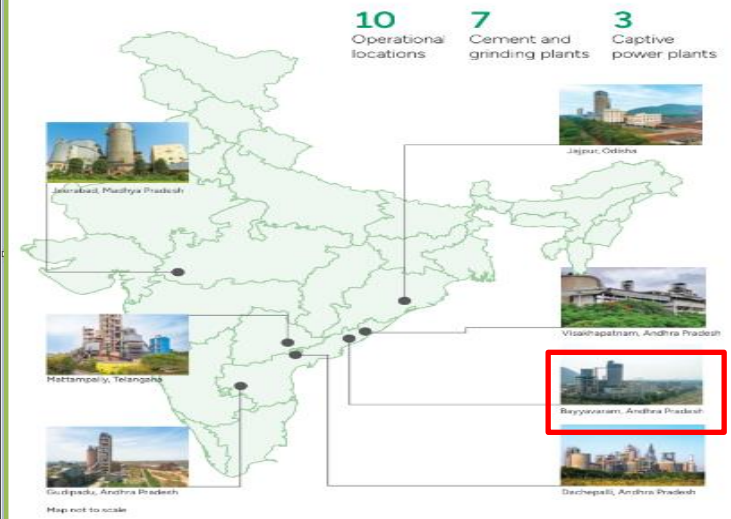 10
Operational
locations
7
Cement and
grinding plants
3
Captive
power plants
Jajpur, Odisha
Jeerabad, Madhya Pradesh
Visakhapatnam, Andhra Pradesh
Mattampally, Telangana
Bayyavaram, Andhra Pradesh
Gudipadu, Andhra Pradesh
Dachepalli, Andhra Pradesh
Map not to scale